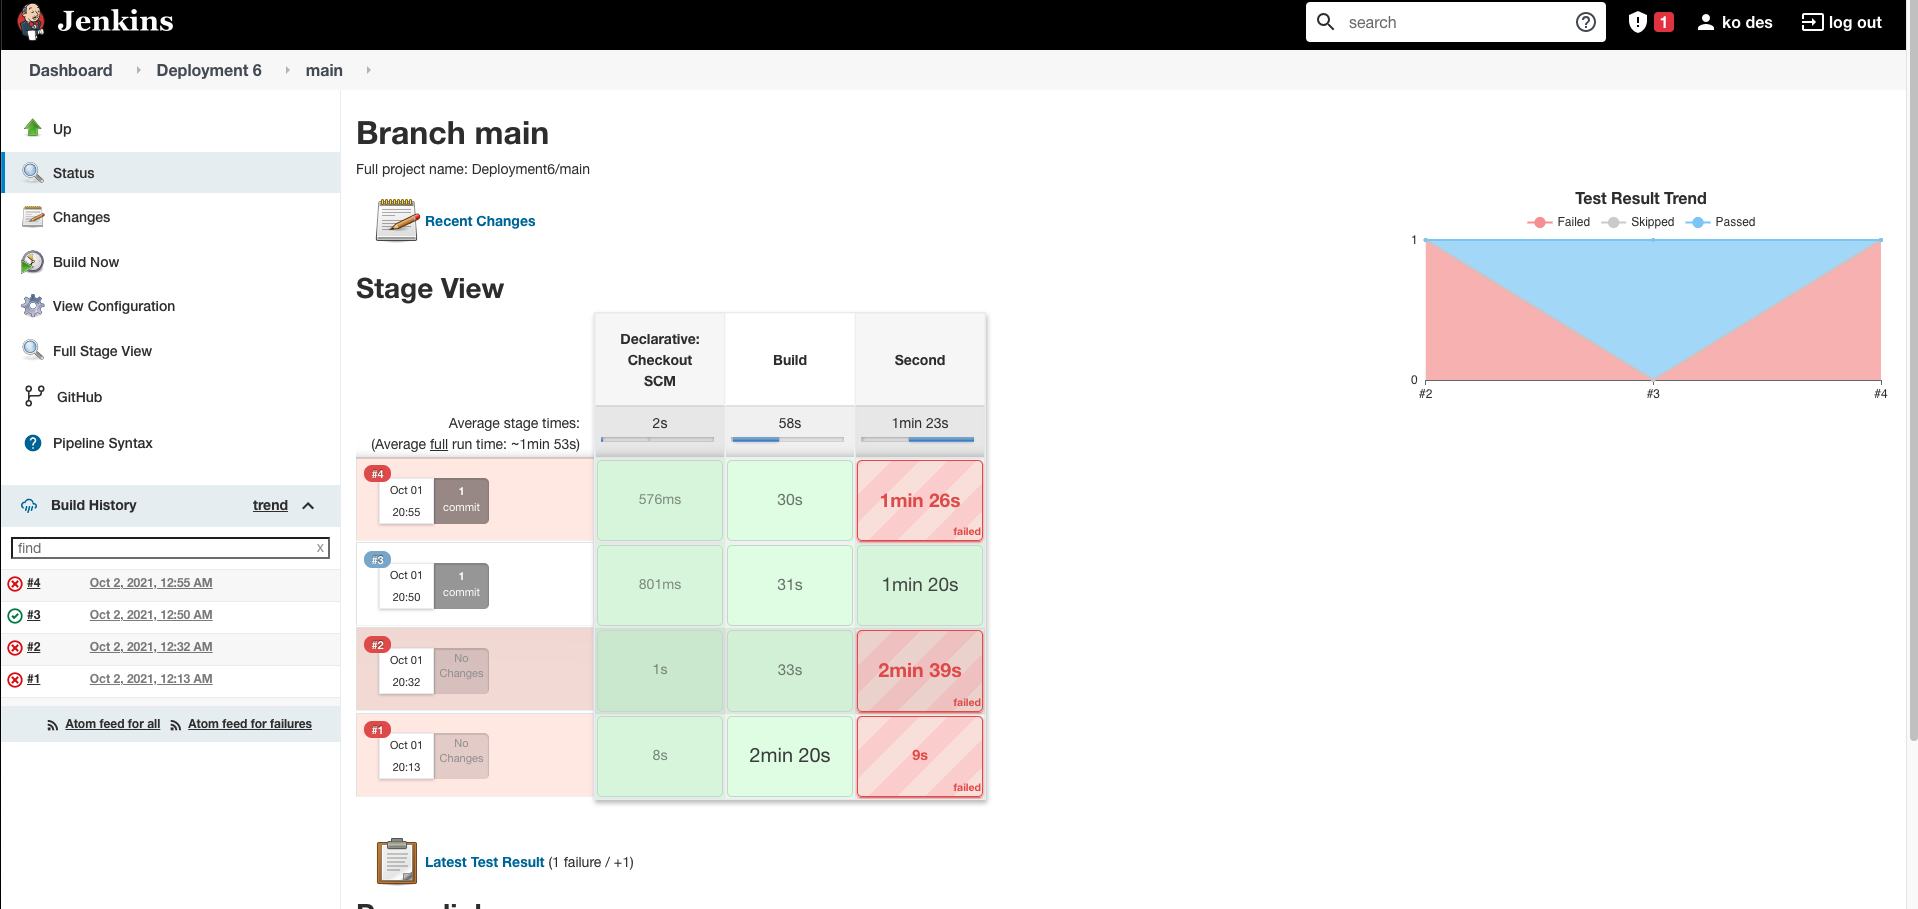 Jenkins
search
1
ko des
log out
Dashboard
Deployment 6
main
Up
Status
Changes
Build Now
View Configuration
Full Stage View
GitHub
Pipeline Syntax
Build History
trend
find
x
#4 Oct 2, 2021, 12:55 AM
#3 Oct 2, 2021, 12:50 AM
#2 Oct 2, 2021, 12:32 AM
#1 Oct 2, 2021, 12:13 AM
Atom feed for all
Atom feed for failures
Branch main
Full project name: Deployment6/main
Recent Changes
Stage View
Declarative:
Checkout
SCM
Build
Second
Average stage times:
(Average full run time: ~1min 53s)
2s
58s
1min 23s
#4
Oct 01
20:55
1
commit
576ms
30s
1min 26s
failed
#3
Oct 01
20:50
1
commit
801ms
31s
1min 20s
#2
Oct 01
20:32
No
Changes
1s
33s
2min 39s
failed
#1
Oct 01
20:13
No
Changes
8s
2min 20s
9s
failed
Latest Test Result (1 failure / +1)
Test Result Trend
Failed
Skipped
Passed
1
0
#2
#3
#4